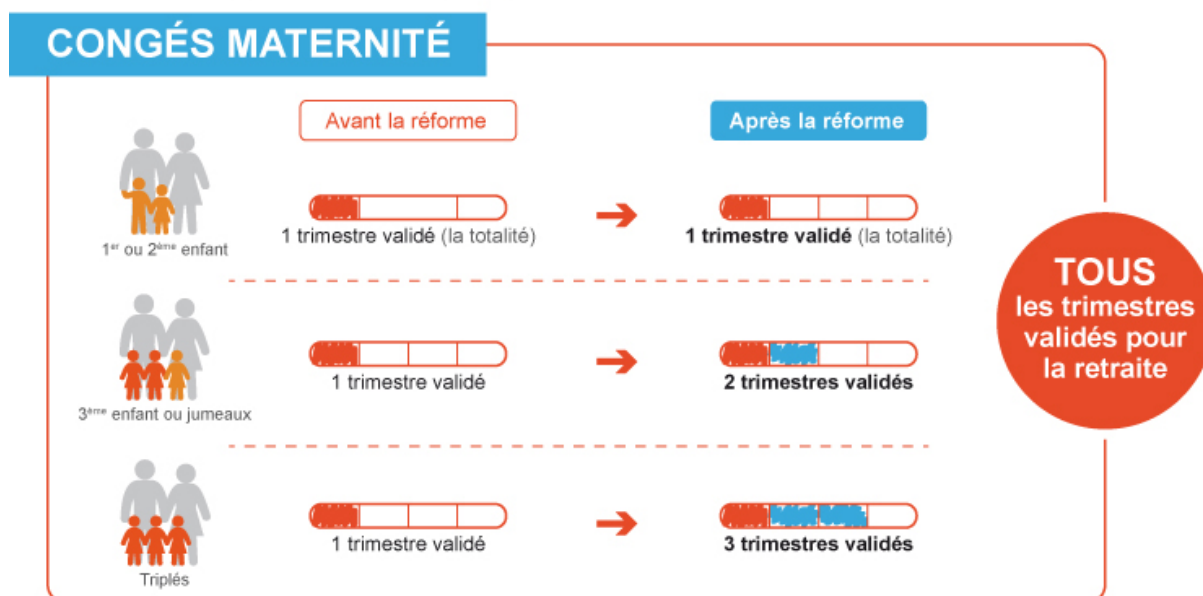 CONGÉS MATERNITÉ
Avant la réforme
Après la réforme
1er ou 2ème enfant
1 trimestre validé (la totalité)
1 trimestre validé (la totalité)
3ème enfant ou jumeaux
1 trimestre validé
2 trimestres validés
Triplés
1 trimestre validé
3 trimestres validés
TOUS
les trimestres
validés pour
la retraite